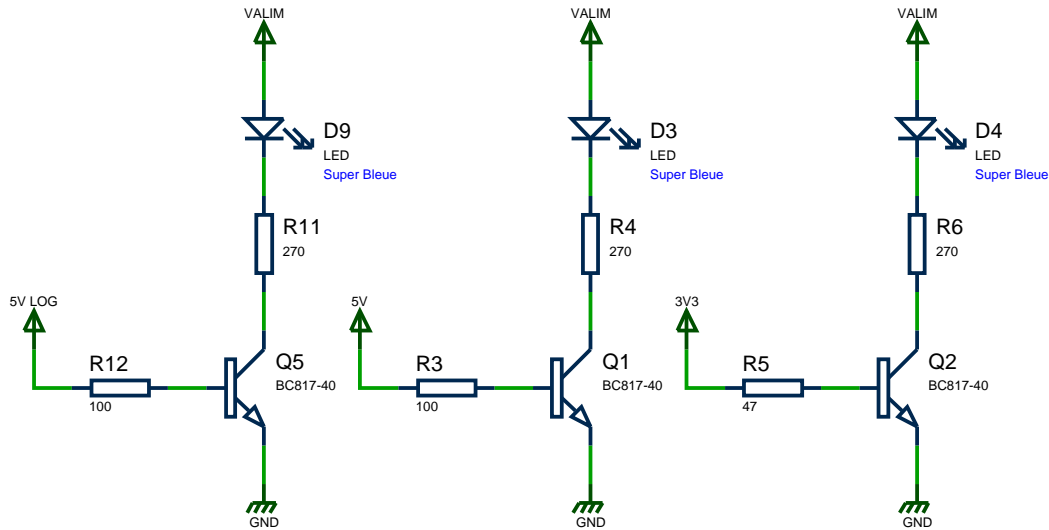 VALIM
VALIM
VALIM
D9
LED
Super Bleue
D3
LED
Super Bleue
D4
LED
Super Bleue
R11
270
R4
270
R6
270
5V LOG
5V
3V3
R12
100
Q5
BC817-40
R3
100
Q1
BC817-40
R5
47
Q2
BC817-40
GND
GND
GND